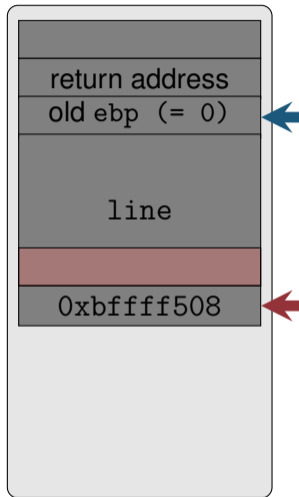 return address
old ebp (= 0)
line
0xbffff508